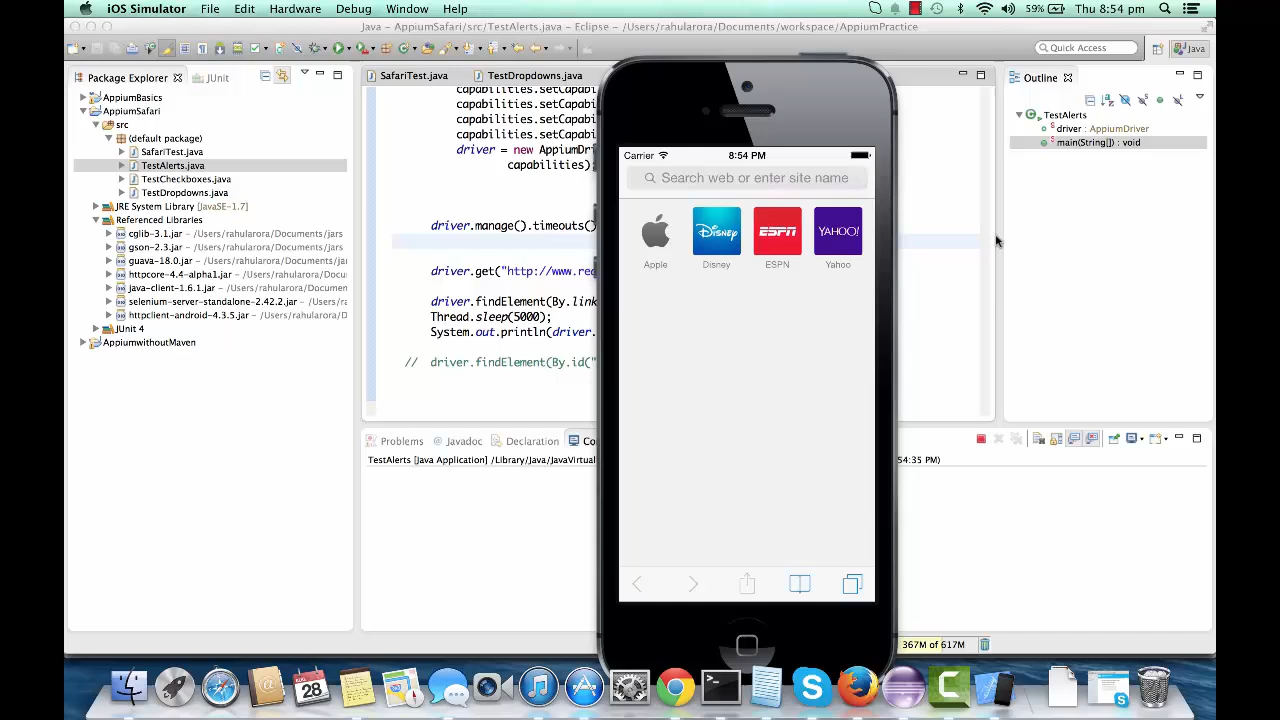 iOS Simulator File Edit Hardware Debug Window Help 59% Thu 8:54 pm
Java - AppiumSafari/src/TestAlerts.java - Eclipse - /Users/rahularora/Documents/workspace/AppiumPractice
Quick Access
Java
Package Explorer
JUnit
AppiumBasics
AppiumSafari
src
(default package)
SafariTest.java
TestAlerts.java
TestCheckboxes.java
TestDropdowns.java
JRE System Library [JavaSE-1.7]
Referenced Libraries
cglib-3.1.jar - /Users/rahularora/Documents/jars
gson-2.3.jar - /Users/rahularora/Documents/jars
guava-18.0.jar - /Users/rahularora/Documents/
httpcore-4.4-alpha1.jar - /Users/rahularora/D
java-client-1.6.1.jar - /Users/rahularora/Docu
selenium-server-standalone-2.42.2.jar - /User
httpclient-android-4.3.5.jar - /Users/rahularora
JUnit 4
AppiumwithoutMaven
SafariTest.java
TestDropdowns.java
capabilities.setCapabi
capabilities.setCapabi
capabilities.setCapabi
capabilities.setCapabi
driver = new AppiumDri
capabilities);
driver.manage().timeouts()
driver.get("http://www.red
driver.findElement(By.link
Thread.sleep(5000);
System.out.println(driver.
// driver.findElement(By.id("
Carrier 8:54 PM
Search web or enter site name
Disney
ESPN
YAHOO!
Apple Disney ESPN Yahoo
Outline
TestAlerts
driver : AppiumDriver
main(String[]) : void
Problems Javadoc Declaration Co
TestAlerts [Java Application] /Library/Java/JavaVirtual
54:35 PM)
367M of 617M
AUG
28